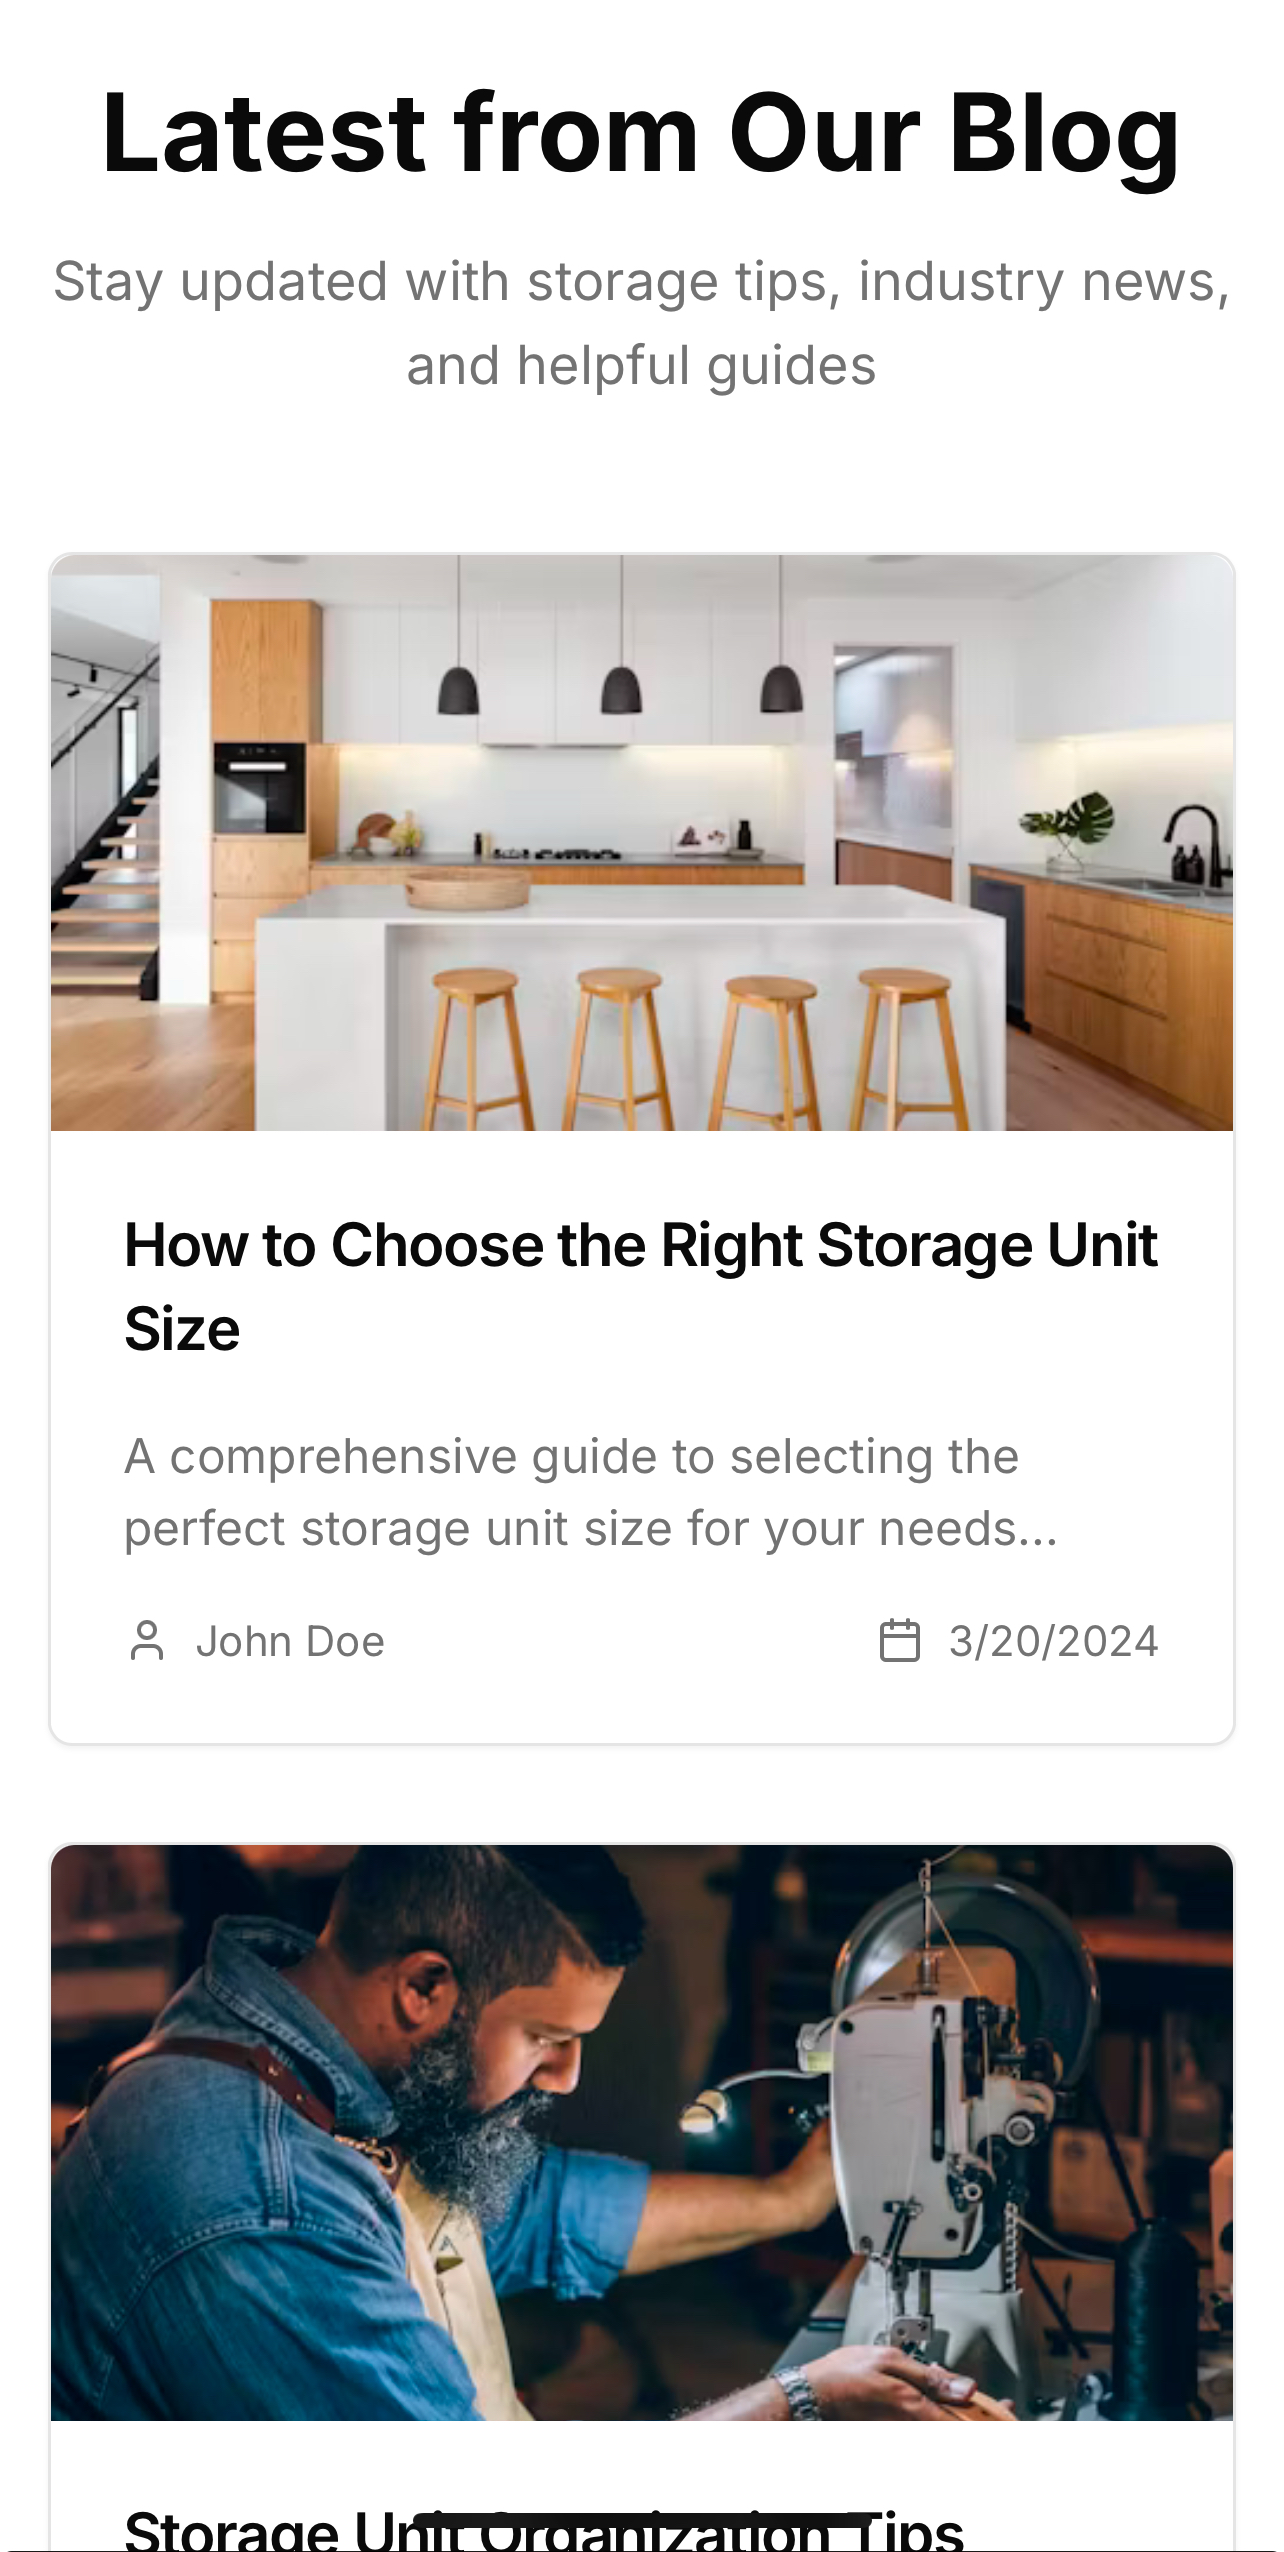 Latest from Our Blog
Stay updated with storage tips, industry news,
and helpful guides
How to Choose the Right Storage Unit
Size
A comprehensive guide to selecting the
perfect storage unit size for your needs...
John Doe
3/20/2024
Storage Unit Organization Tips